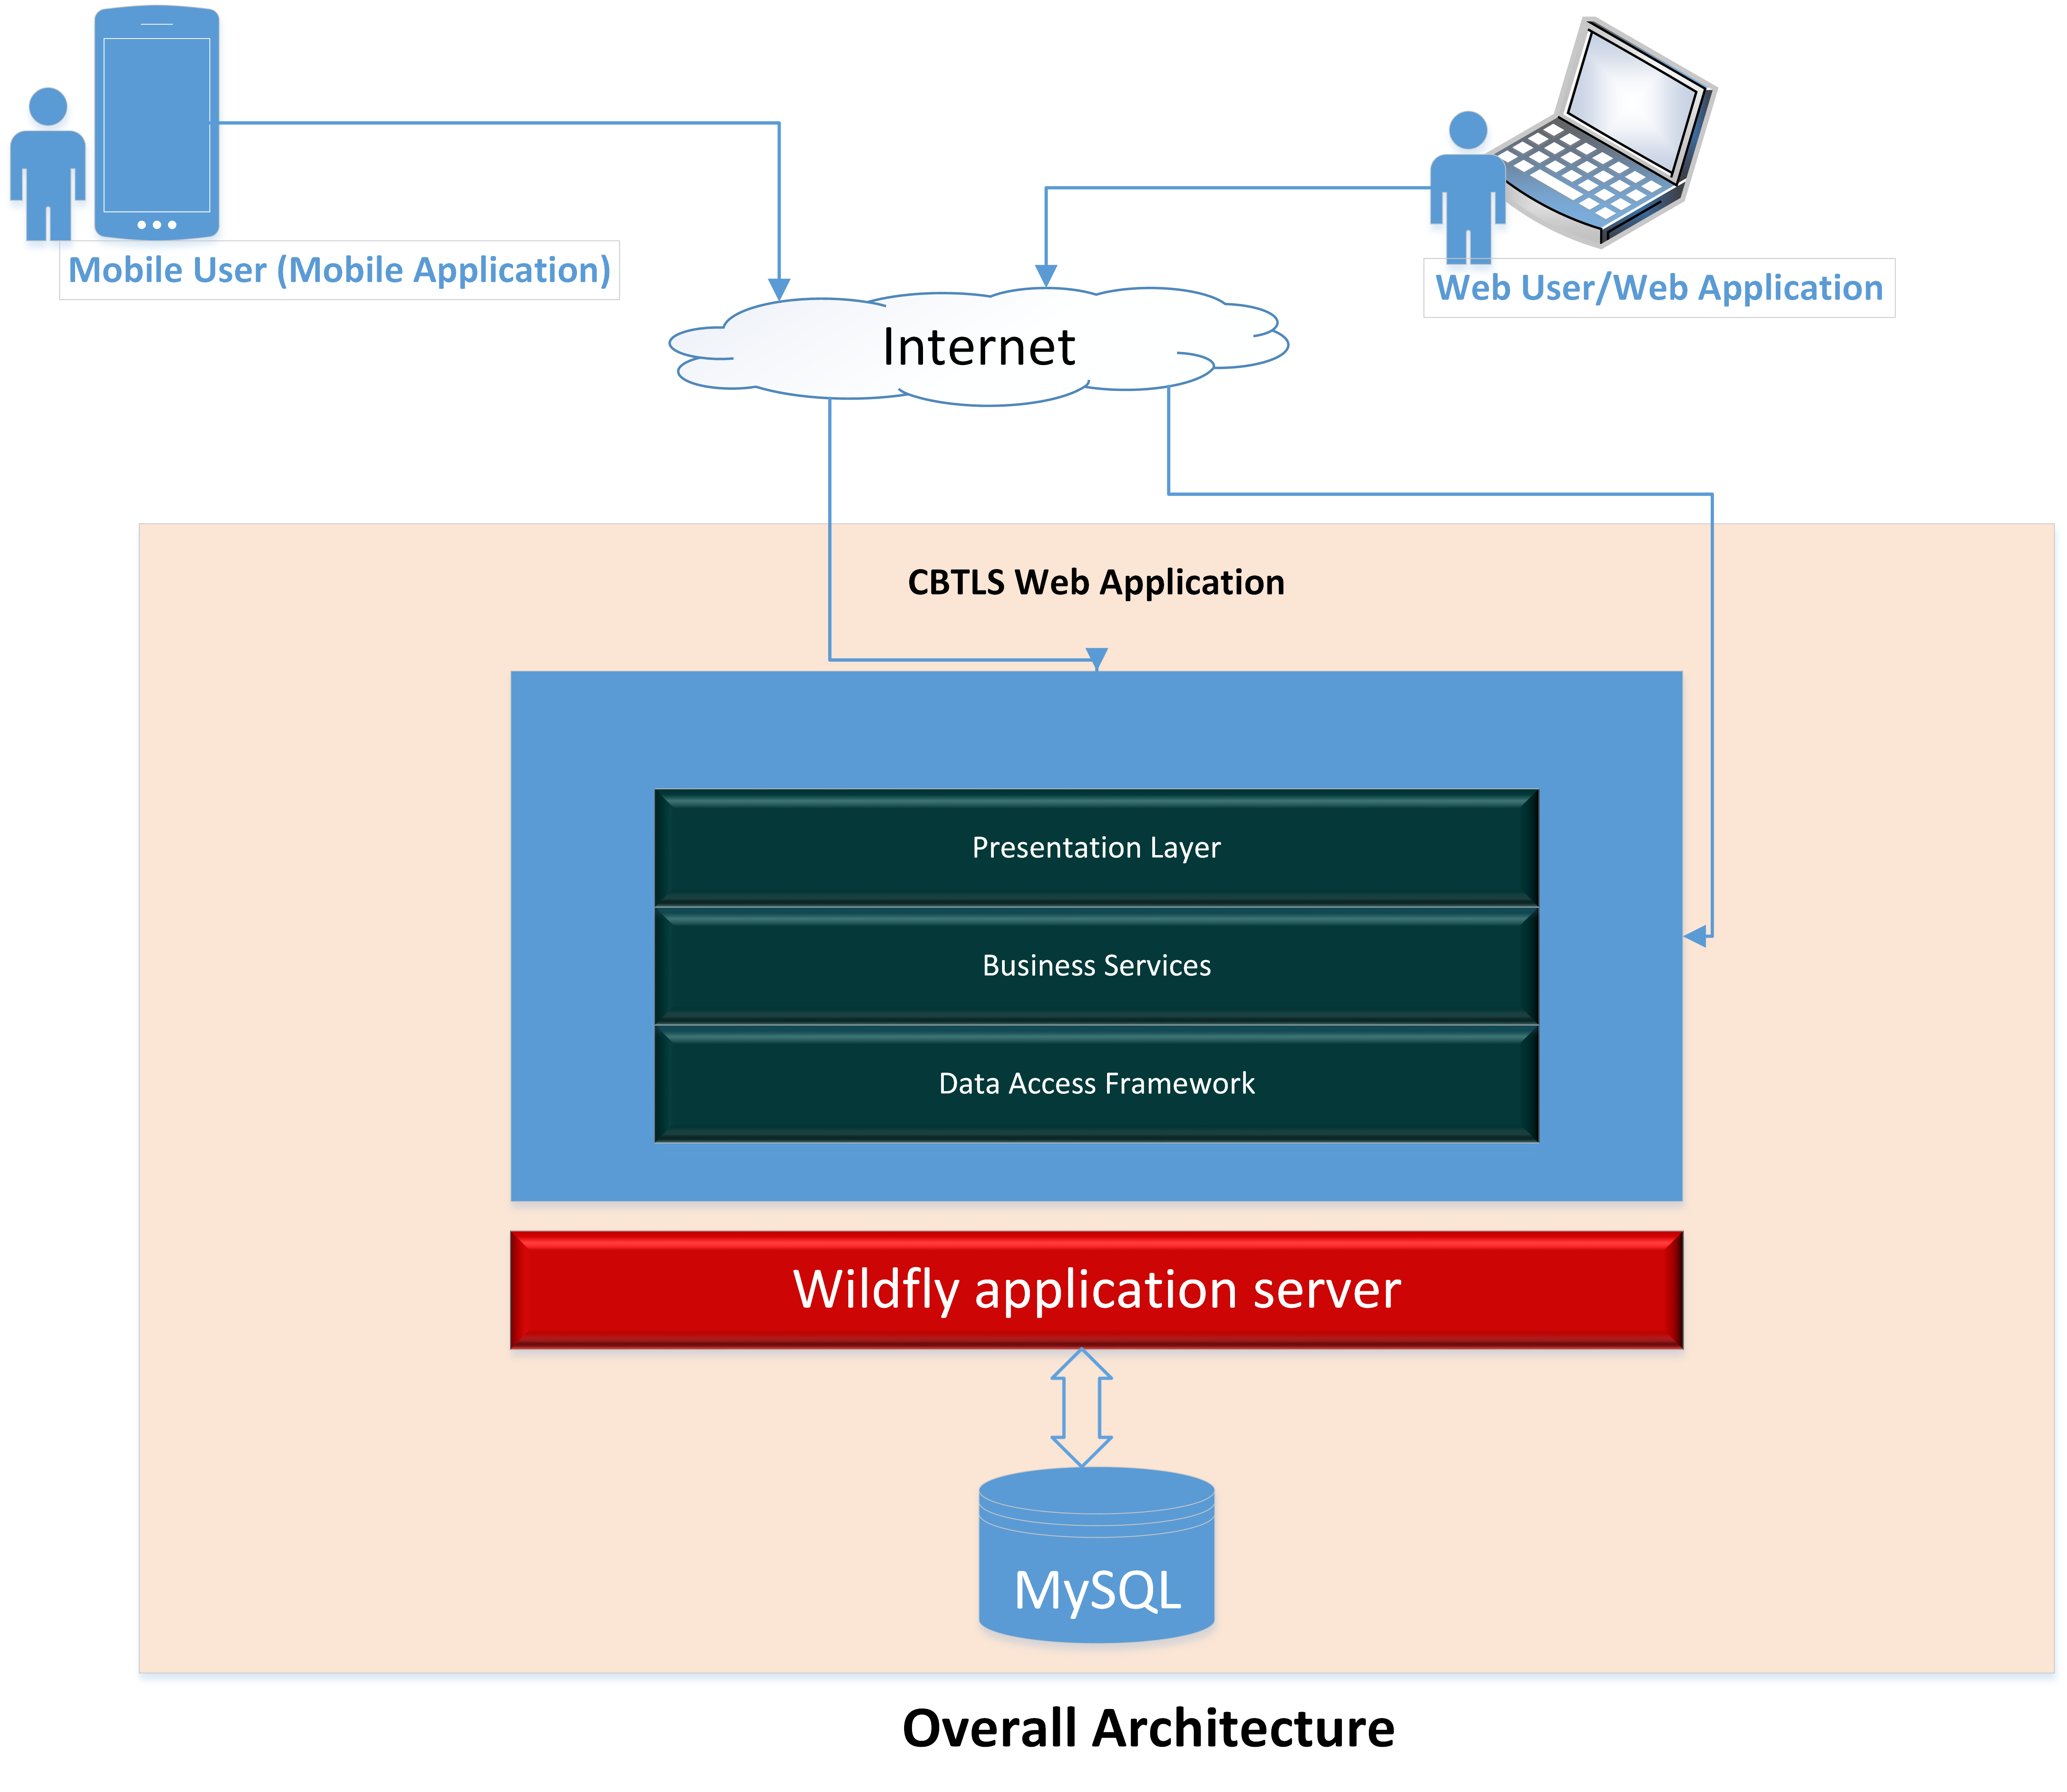 Mobile User (Mobile Application)
Web User/Web Application
Internet
CBTLS Web Application
Presentation Layer
Business Services
Data Access Framework
Wildfly application server
MySQL
Overall Architecture